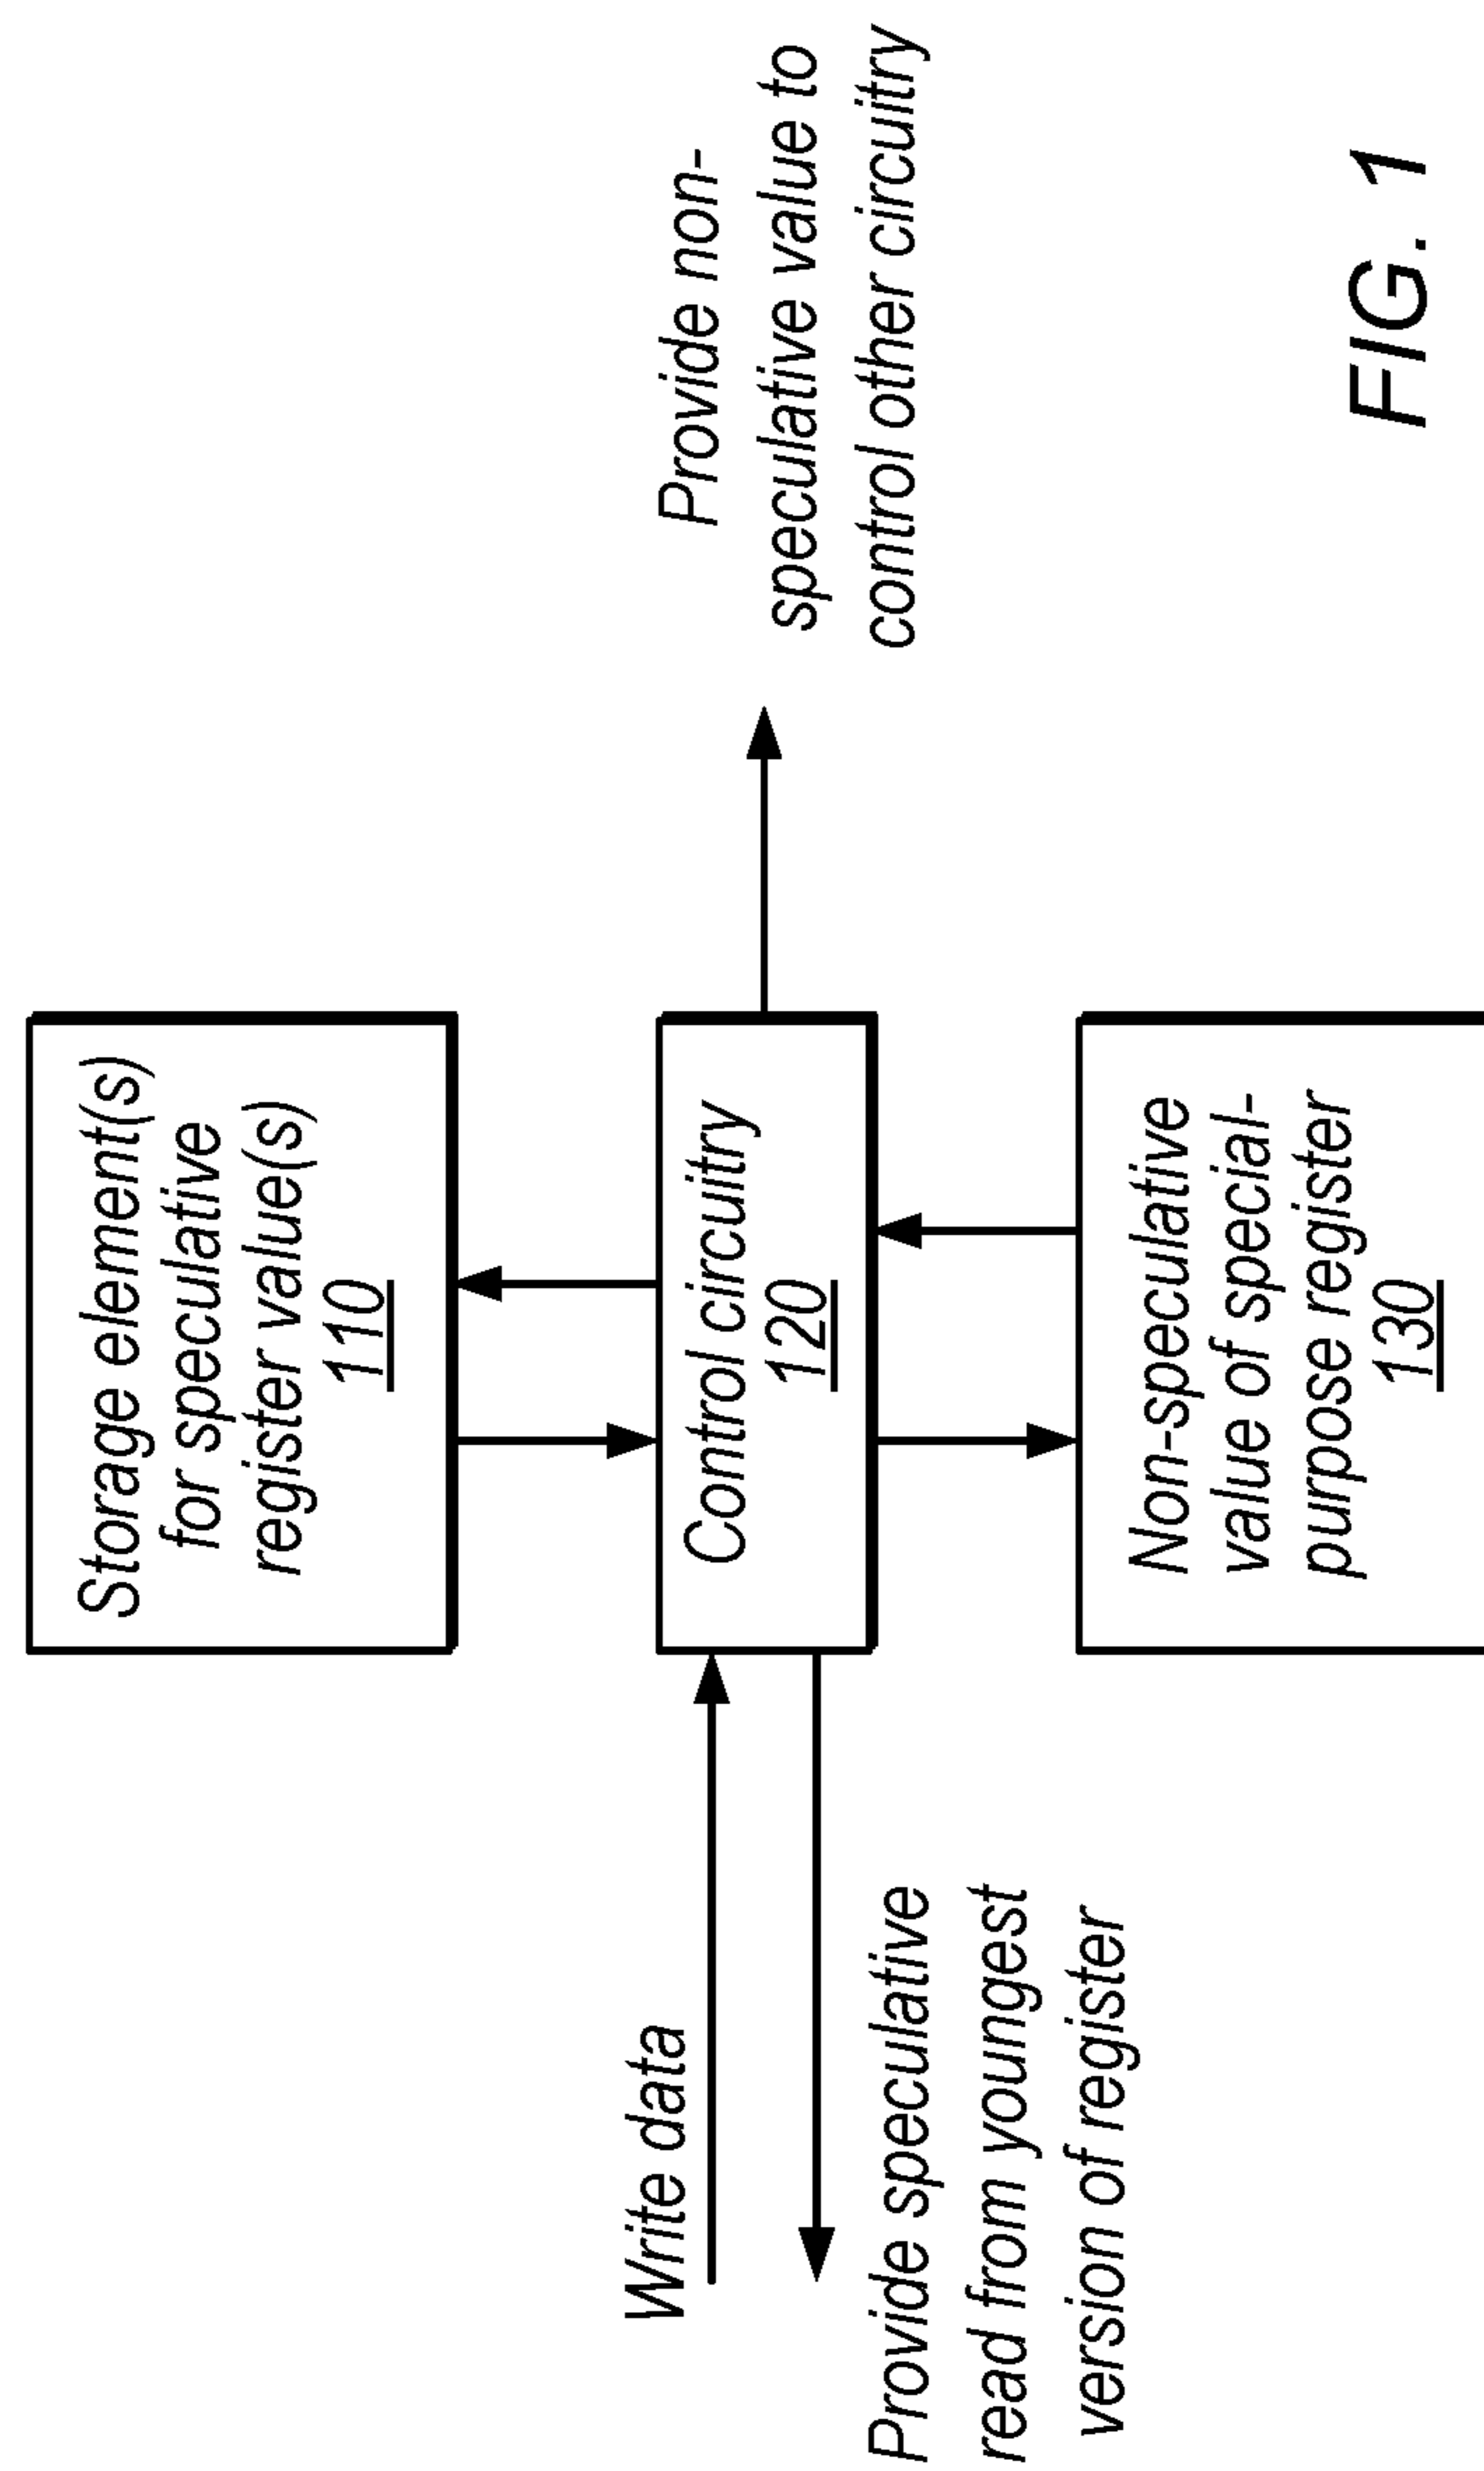 Storage element(s)
for speculative
register value(s)
110
Write data
Control circuitry
120
Provide non-
speculative value to
control other circuitry
Provide speculative
read from youngest
version of register
Non-speculative
value of special-
purpose register
130
FIG. 1